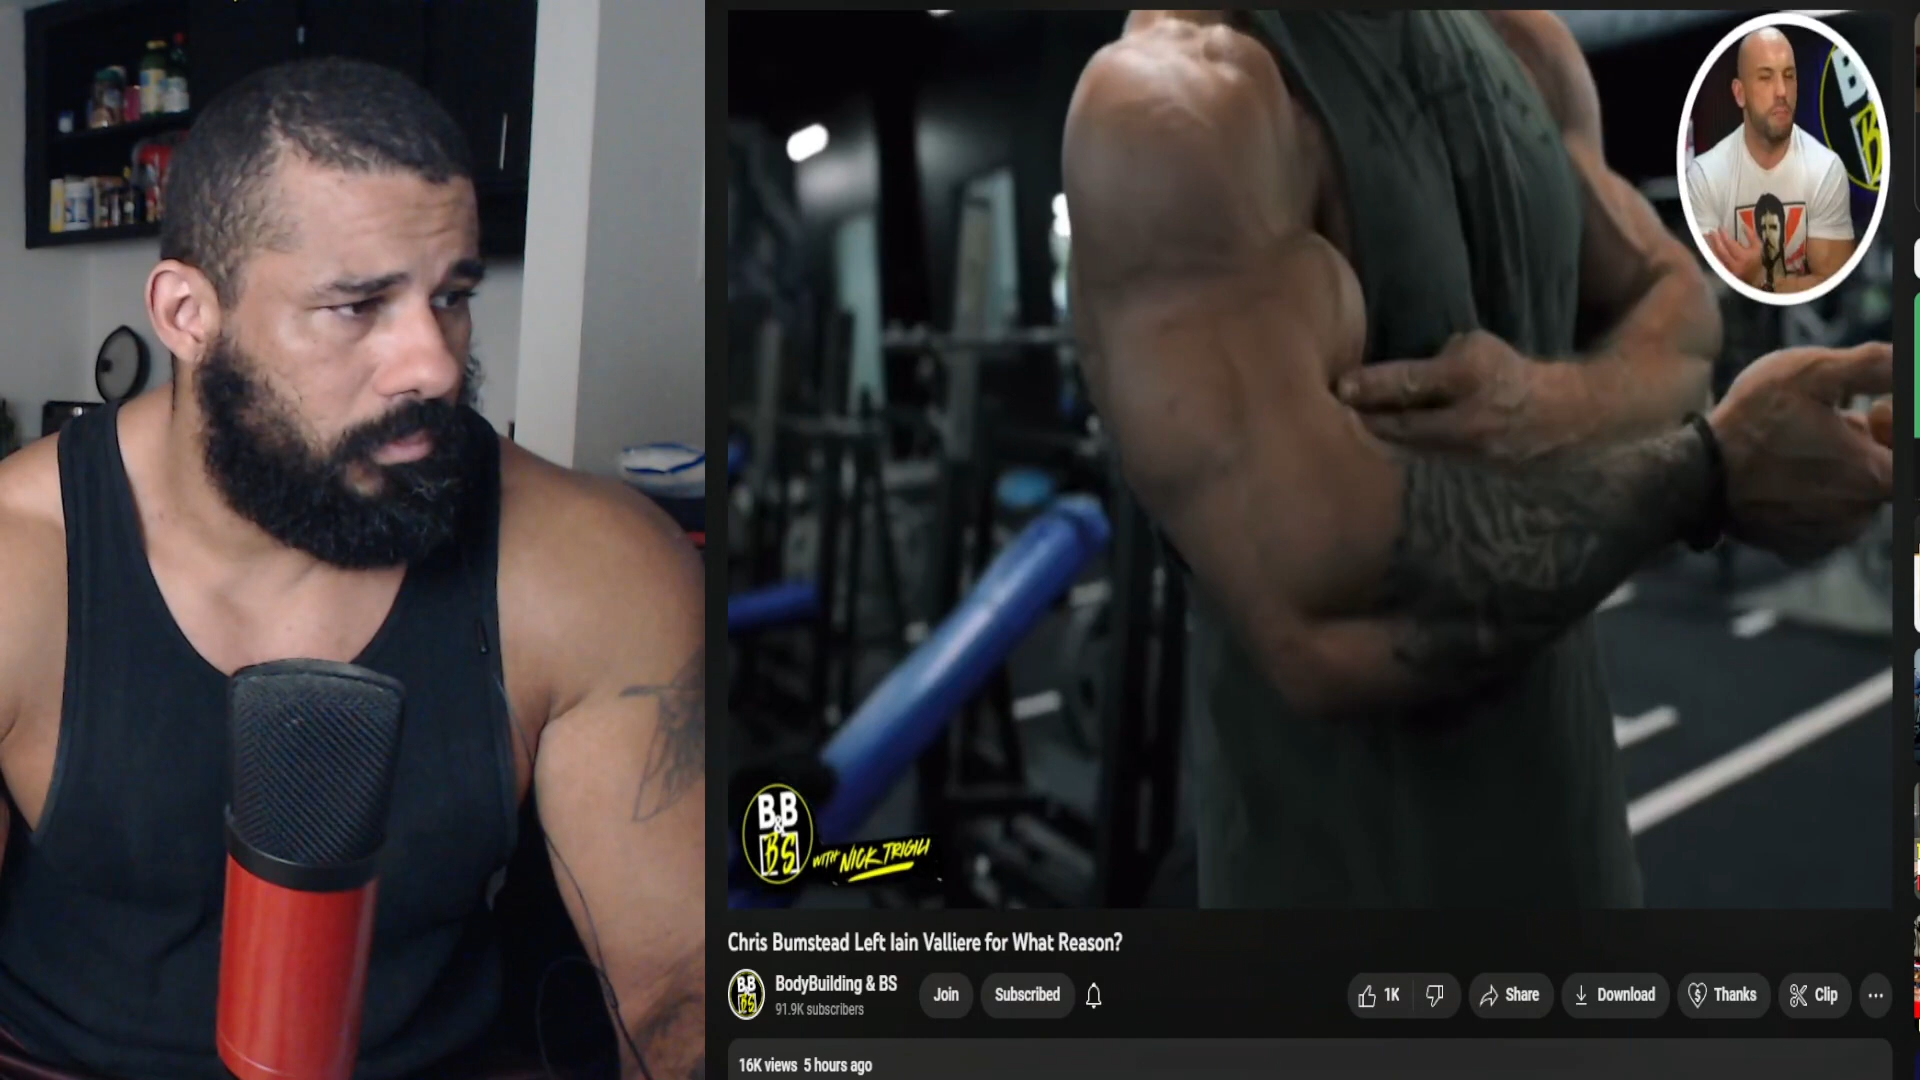 B&B
BS
WITH NICK TRIGILI
Chris Bumstead Left Iain Valliere for What Reason?
BodyBuilding & BS
91.9K subscribers
Join
Subscribed
1K
Share
Download
Thanks
Clip
16K views 5 hours ago